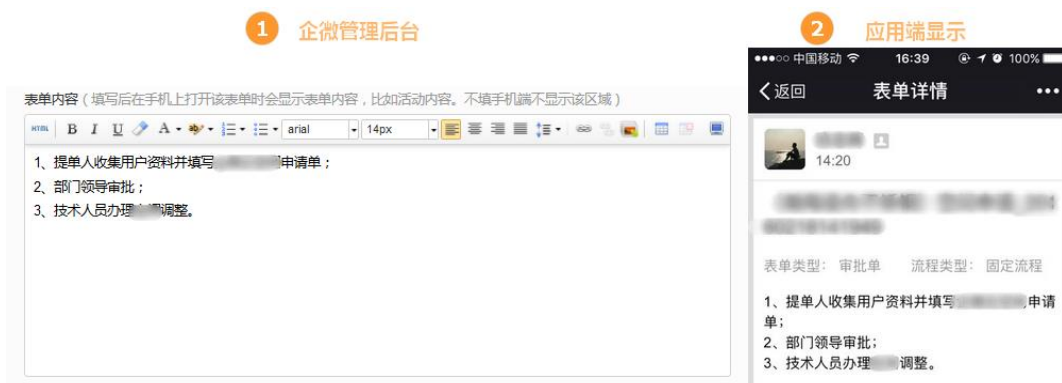 1 企微管理后台
表单内容（填写后在手机上打开该表单时会显示表单内容，比如活动内容。不填手机端不显示该区域）
HTML B I U A ab arial 14px
1、提单人收集用户资料并填写 申请单；
2、部门领导审批；
3、技术人员办理 调整。
2 应用端显示
中国移动 16:39 100%
返回 表单详情
14:20
表单类型： 审批单 流程类型： 固定流程
1、提单人收集用户资料并填写 申请
单；
2、部门领导审批；
3、技术人员办理 调整。